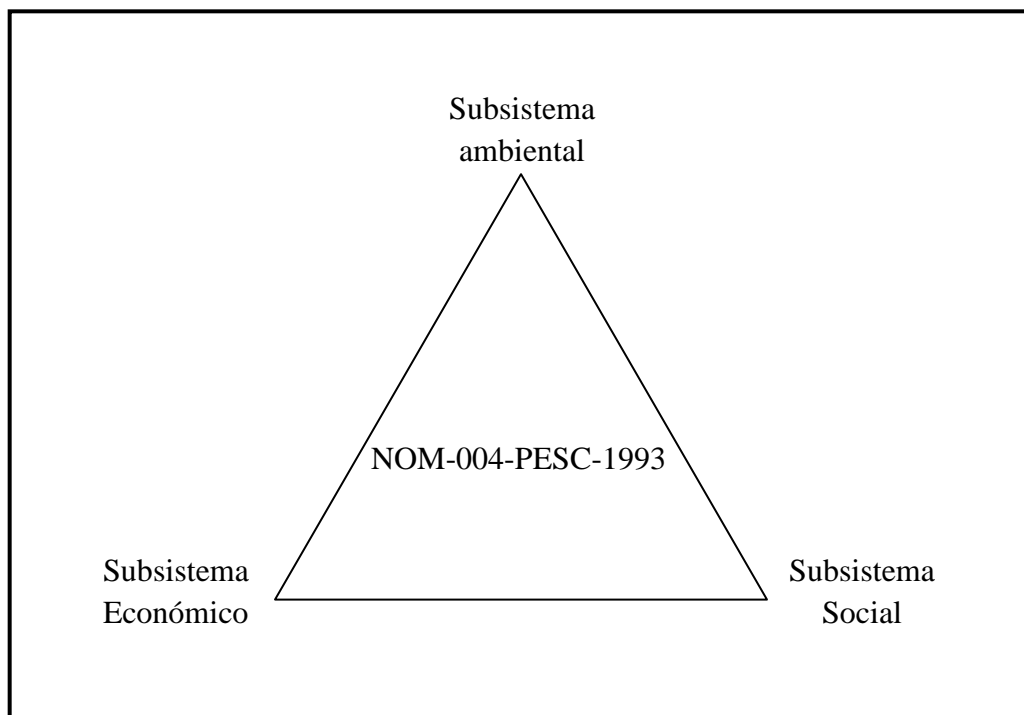 Subsistema
ambiental
NOM-004-PESC-1993
Subsistema
Económico
Subsistema
Social